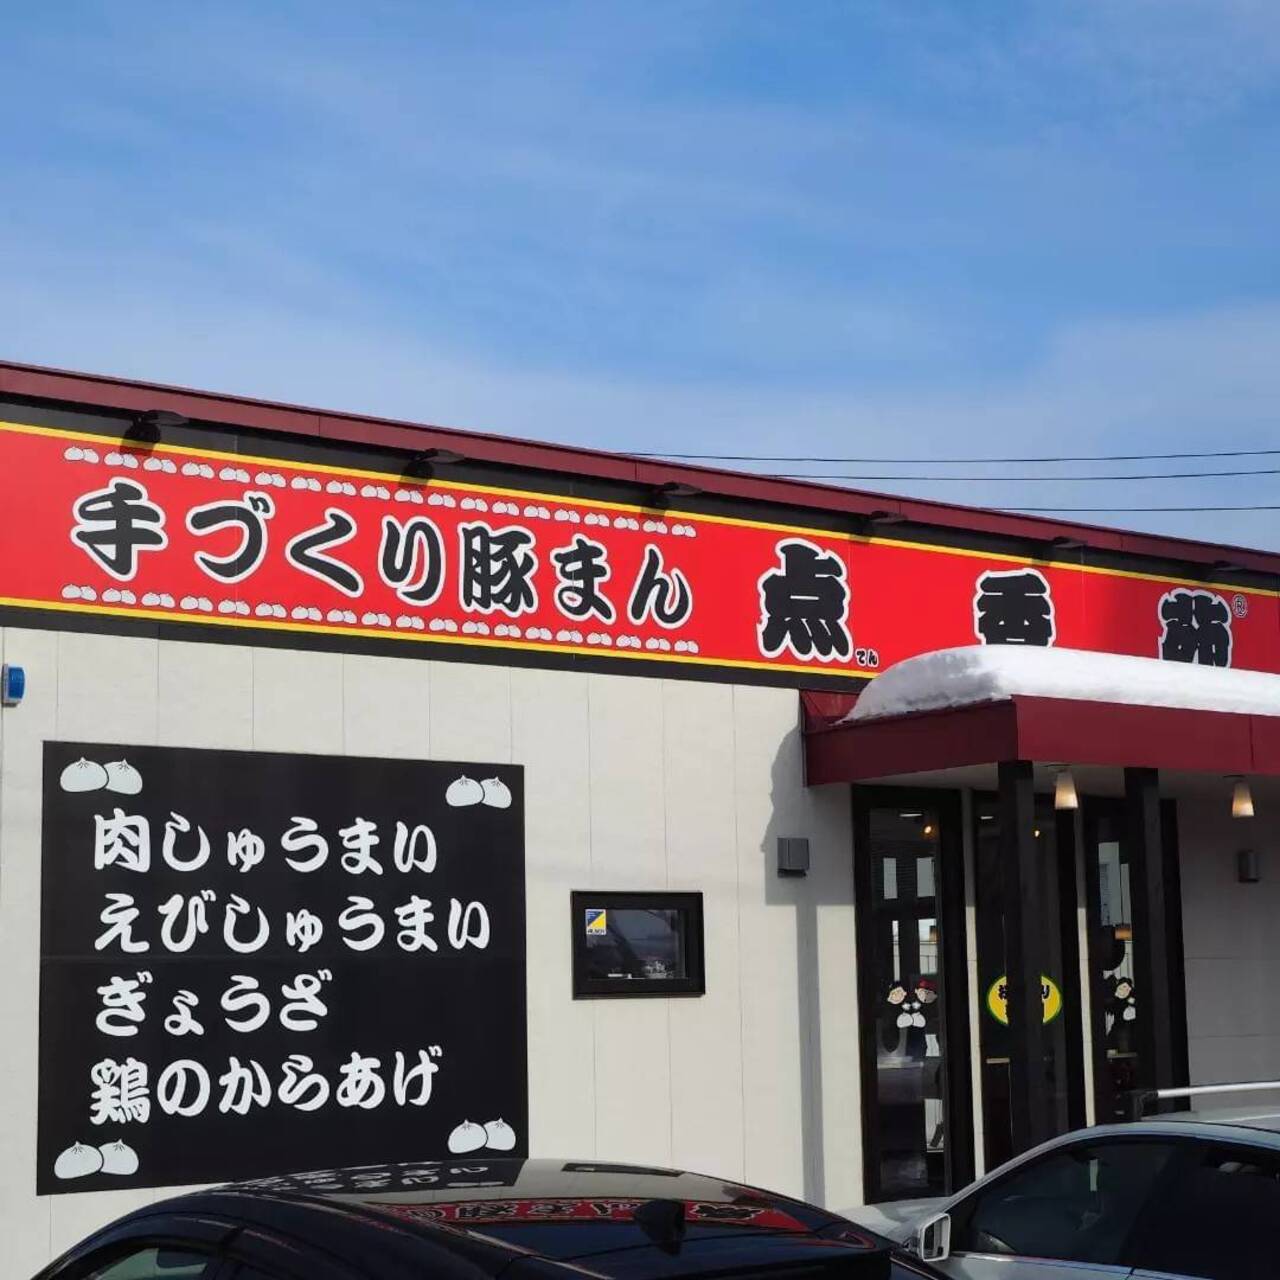 手づくり豚まん 点香茆®
てん
肉しゅうまい
えびしゅうまい
ぎょうざ
鶏のからあげ